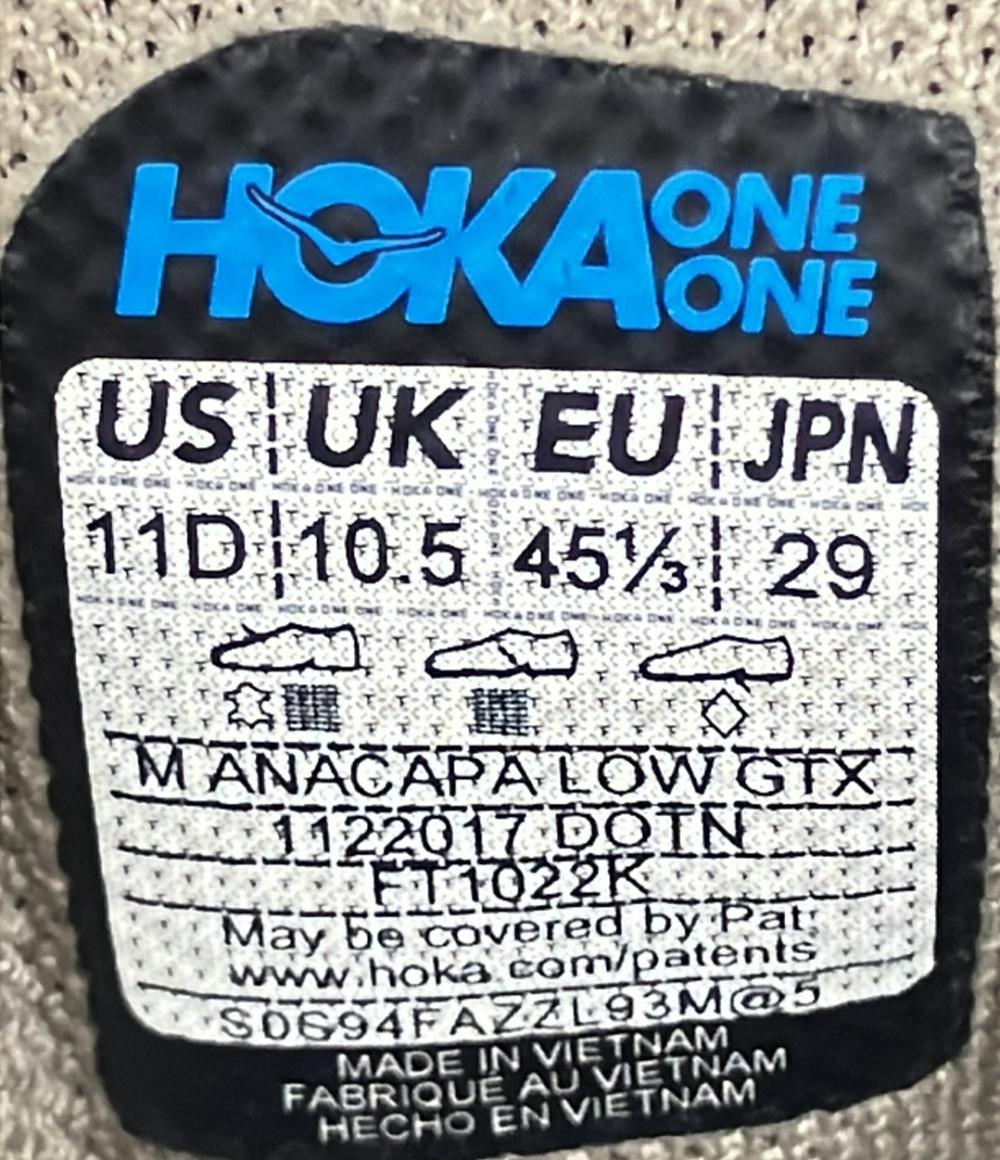 HOKA ONE ONE
US UK EU JPN
11D 10.5 45⅓ 29
M ANACAPA LOW GTX
1122017 DOTN
FT1022K
May be covered by Pat:
www.hoka.com/patents
S0694FAZZL93M@5
MADE IN VIETNAM
FABRIQUE AU VIETNAM
HECHO EN VIETNAM